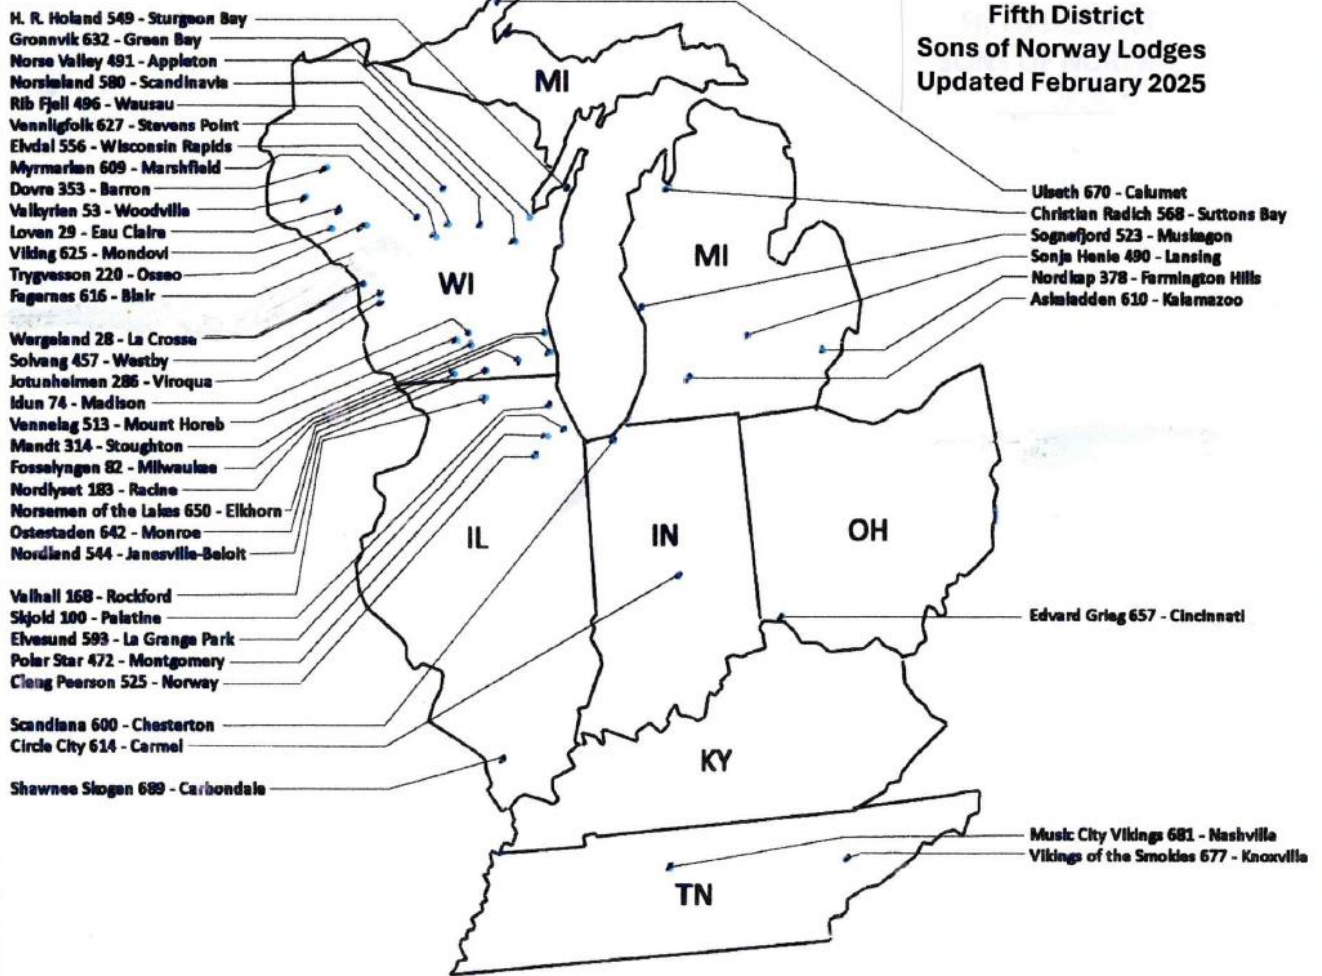 Fifth District
Sons of Norway Lodges
Updated February 2025
H. R. Holand 549 - Sturgeon Bay
Gronnvik 632 - Green Bay
Norse Valley 491 - Appleton
Norskeland 580 - Scandinavia
Rib Fjell 496 - Wausau
Vennligfolk 627 - Stevens Point
Elvdal 556 - Wisconsin Rapids
Myrmarken 609 - Marshfield
Dovre 353 - Barron
Valkyrien 53 - Woodville
Loven 29 - Eau Claire
Viking 625 - Mondovi
Trygvasson 220 - Osseo
Fagernes 616 - Blair
Wergeland 28 - La Crosse
Solvang 457 - Westby
Jotunheimen 286 - Viroqua
Idun 74 - Madison
Vennelag 513 - Mount Horeb
Mandt 314 - Stoughton
Fosselyngen 82 - Milwaukee
Nordlyset 183 - Racine
Norsemen of the Lakes 650 - Elkhorn
Ostestaden 642 - Monroe
Nordland 544 - Janesville-Beloit
Valhall 168 - Rockford
Skjold 100 - Palatine
Elvesund 593 - La Grange Park
Polar Star 472 - Montgomery
Cleng Peerson 525 - Norway
Scandiana 600 - Chesterton
Circle City 614 - Carmel
Shawnee Skogen 689 - Carbondale
MI
WI
MI
IL
IN
OH
KY
TN
Ulseth 670 - Calumet
Christian Radich 568 - Suttons Bay
Sognefjord 523 - Muskegon
Sonja Henie 490 - Lansing
Nordkap 378 - Farmington Hills
Askeladden 610 - Kalamazoo
Edvard Grieg 657 - Cincinnati
Music City Vikings 681 - Nashville
Vikings of the Smokies 677 - Knoxville